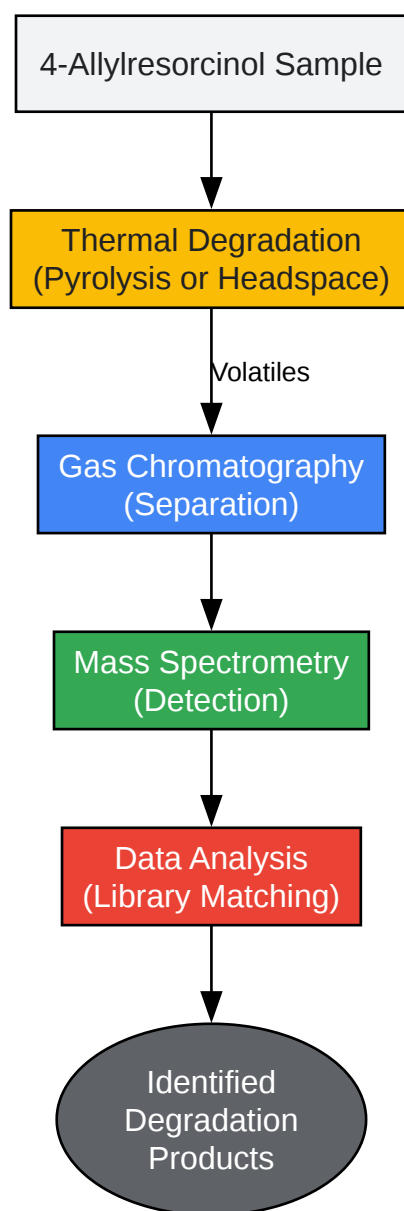 4-Allylresorcinol Sample
Thermal Degradation
(Pyrolysis or Headspace)
Volatiles
Gas Chromatography
(Separation)
Mass Spectrometry
(Detection)
Data Analysis
(Library Matching)
Identified
Degradation
Products